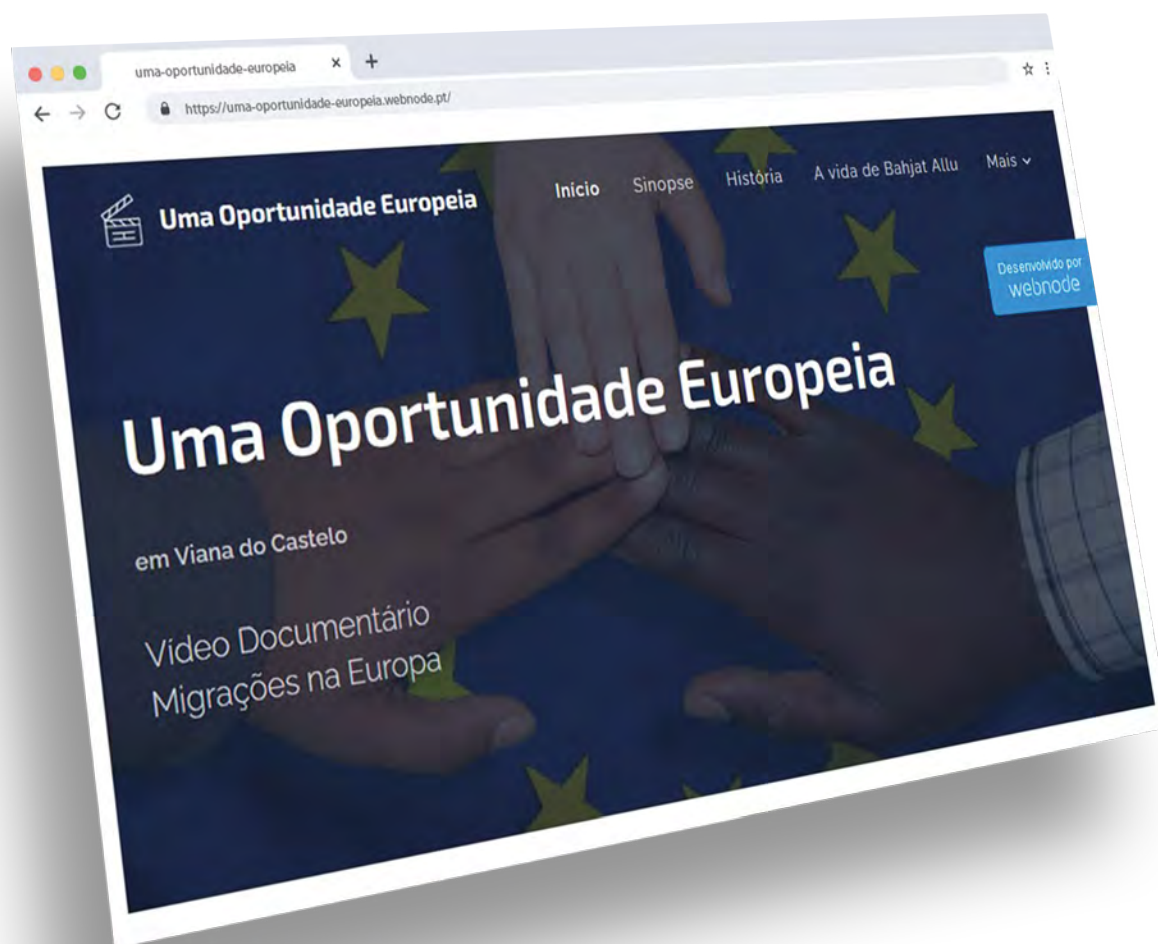 uma-oportunidade-europeia
https://uma-oportunidade-europeia.webnode.pt/
Uma Oportunidade Europeia
Início Sinopse História A vida de Bahjat Allu Mais
Desenvolvido por
webnode
Uma Oportunidade Europeia
em Viana do Castelo
Vídeo Documentário
Migrações na Europa